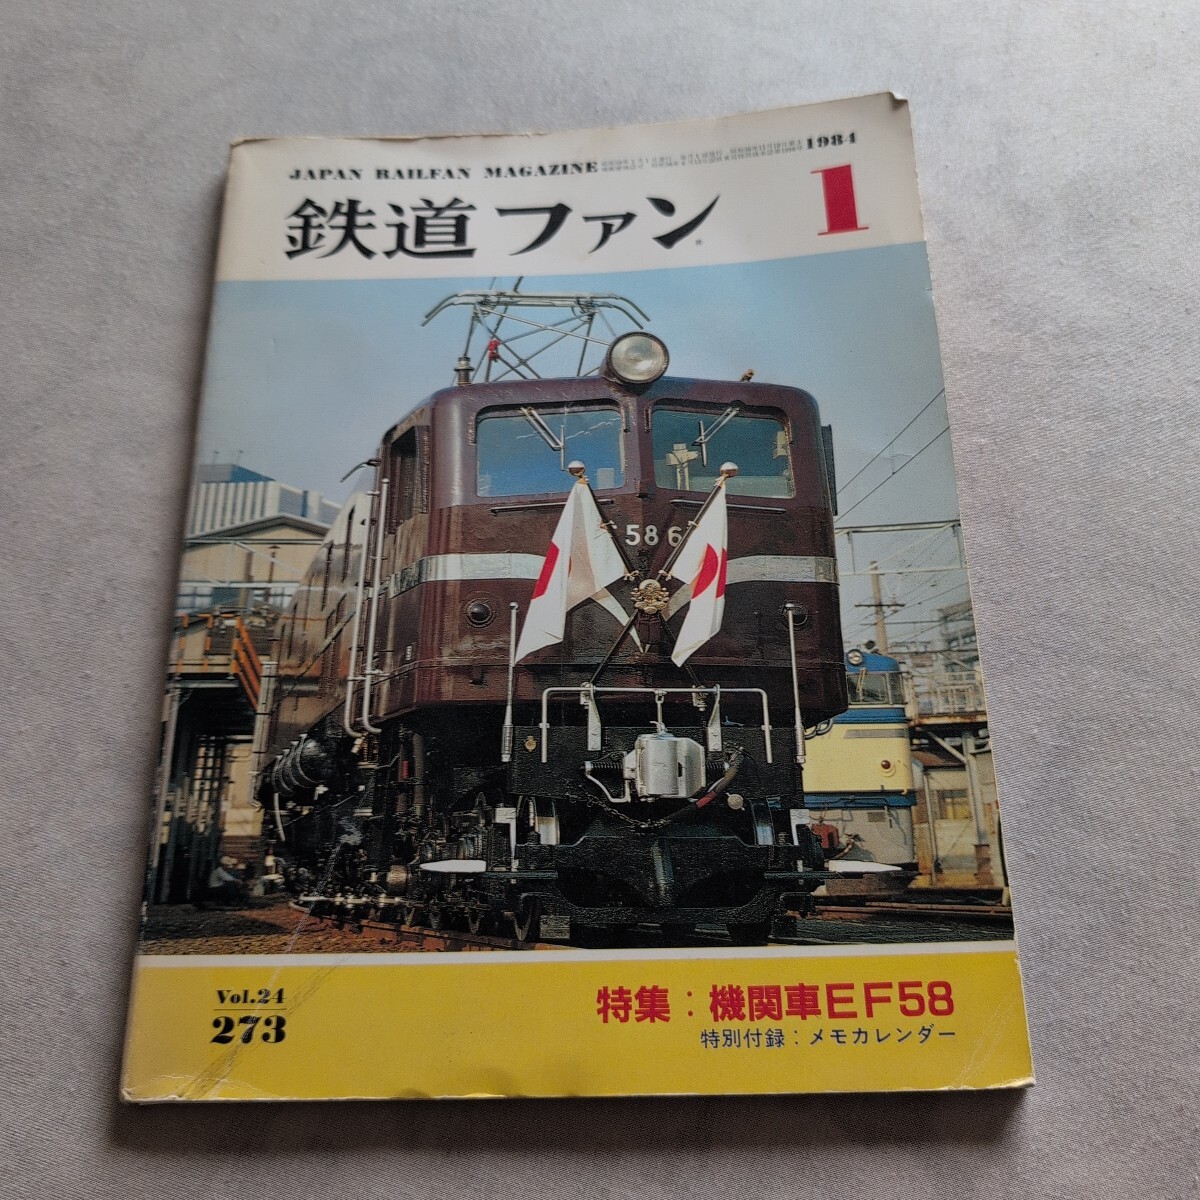 JAPAN RAILFAN MAGAZINE
1984
1
鉄道ファン
58 6
Vol.24
273
特集：機関車EF58
特別付録：メモカレンダー